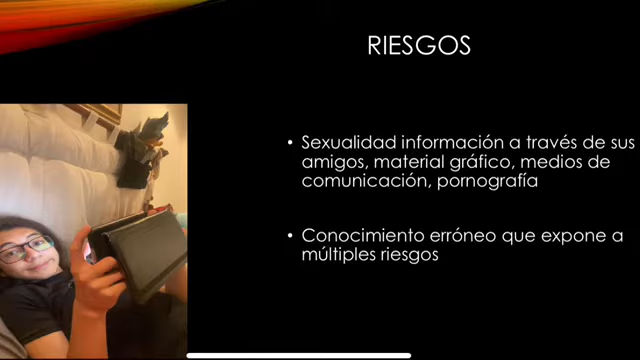 RIESGOS
• Sexualidad información a través de sus
amigos, material gráfico, medios de
comunicación, pornografía
• Conocimiento erróneo que expone a
múltiples riesgos